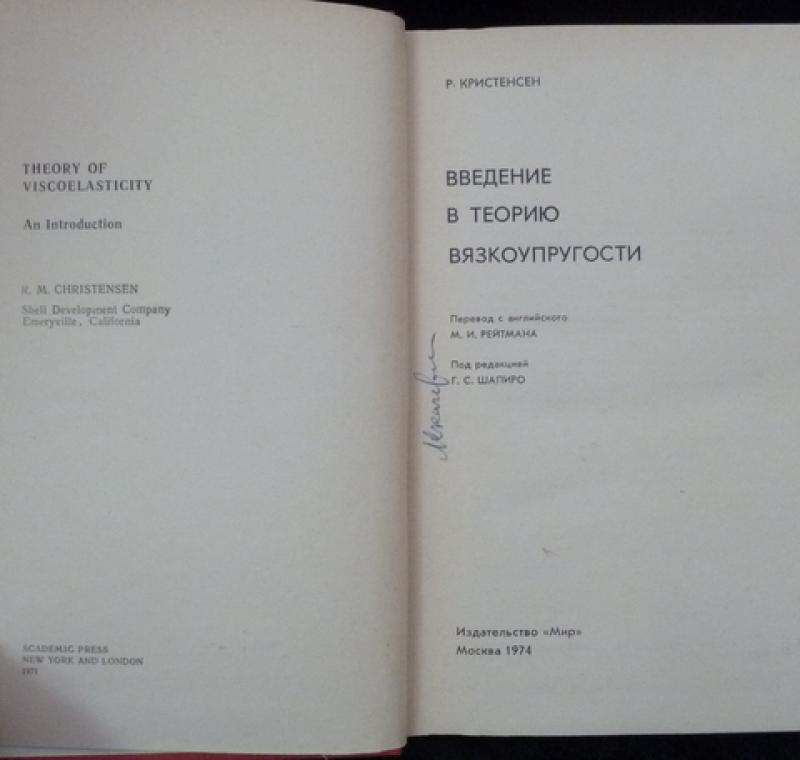 THEORY OF
VISCOELASTICITY
An Introduction
R. M. CHRISTENSEN
Shell Development Company
Emeryville, California
ACADEMIC PRESS
NEW YORK AND LONDON
1971
Р. КРИСТЕНСЕН
ВВЕДЕНИЕ
В ТЕОРИЮ
ВЯЗКОУПРУГОСТИ
Перевод с английского
М. И. РЕЙТМАНА
Под редакцией
Г. С. ШАПИРО
Издательство «Мир»
Москва 1974